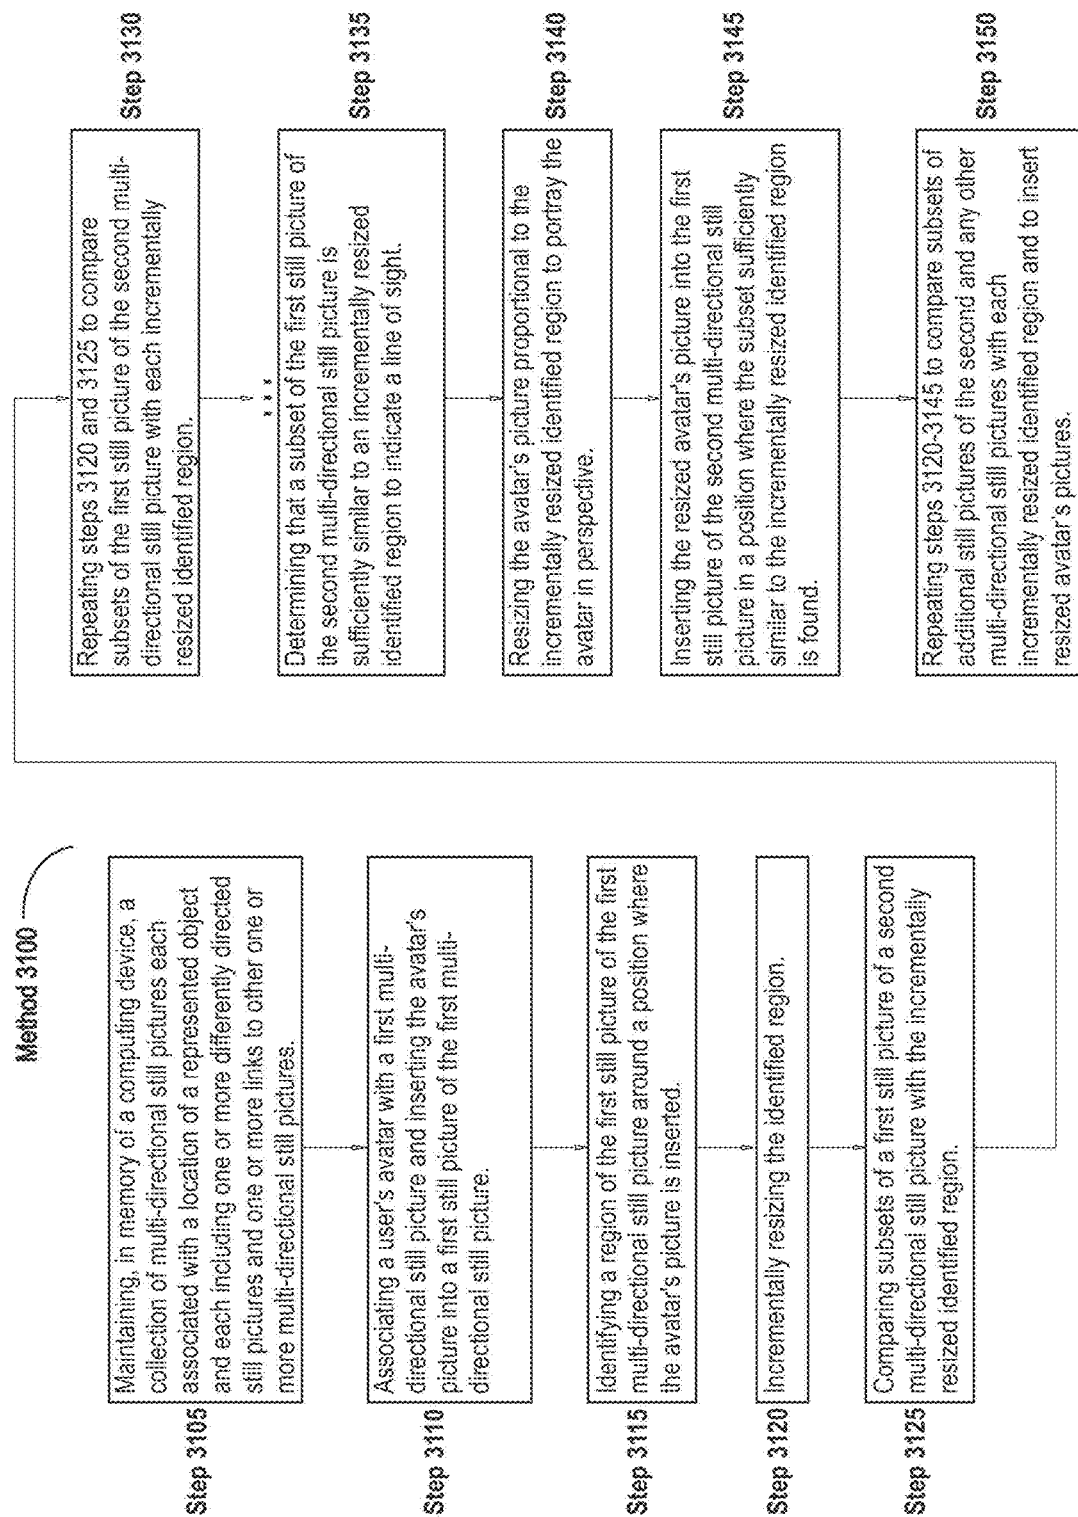 Method 3100
Step 3105
Maintaining, in memory of a computing device, a
collection of multi-directional still pictures each
associated with a location of a represented object
and each including one or more differently directed
still pictures and one or more links to other one or
more multi-directional still pictures.
Step 3110
Associating a user's avatar with a first multi-
directional still picture and inserting the avatar's
picture into a first still picture of the first multi-
directional still picture.
Step 3115
Identifying a region of the first still picture of the first
multi-directional still picture around a position where
the avatar's picture is inserted.
Step 3120
Incrementally resizing the identified region.
Step 3125
Comparing subsets of a first still picture of a second
multi-directional still picture with the incrementally
resized identified region.
Step 3130
Repeating steps 3120 and 3125 to compare
subsets of the first still picture of the second multi-
directional still picture with each incrementally
resized identified region.
Step 3135
Determining that a subset of the first still picture of
the second multi-directional still picture is
sufficiently similar to an incrementally resized
identified region to indicate a line of sight.
Step 3140
Resizing the avatar's picture proportional to the
incrementally resized identified region to portray the
avatar in perspective.
Step 3145
Inserting the resized avatar's picture into the first
still picture of the second multi-directional still
picture in a position where the subset sufficiently
similar to the incrementally resized identified region
is found.
Step 3150
Repeating steps 3120-3145 to compare subsets of
additional still pictures of the second and any other
multi-directional still pictures with each
incrementally resized identified region and to insert
resized avatar's pictures.